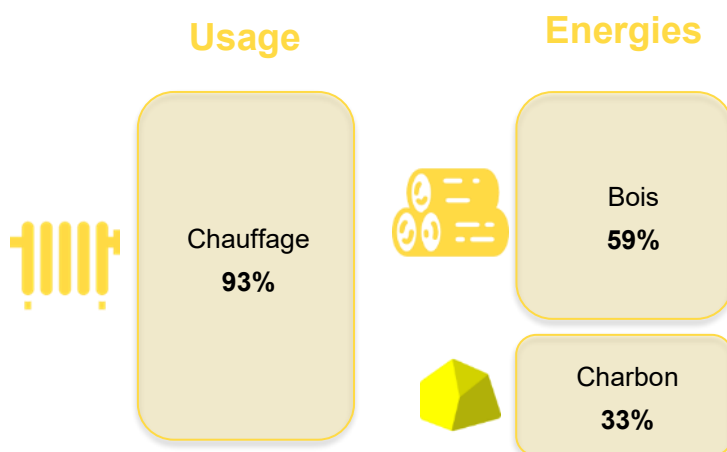 Usage
Chauffage
93%
Energies
Bois
59%
Charbon
33%